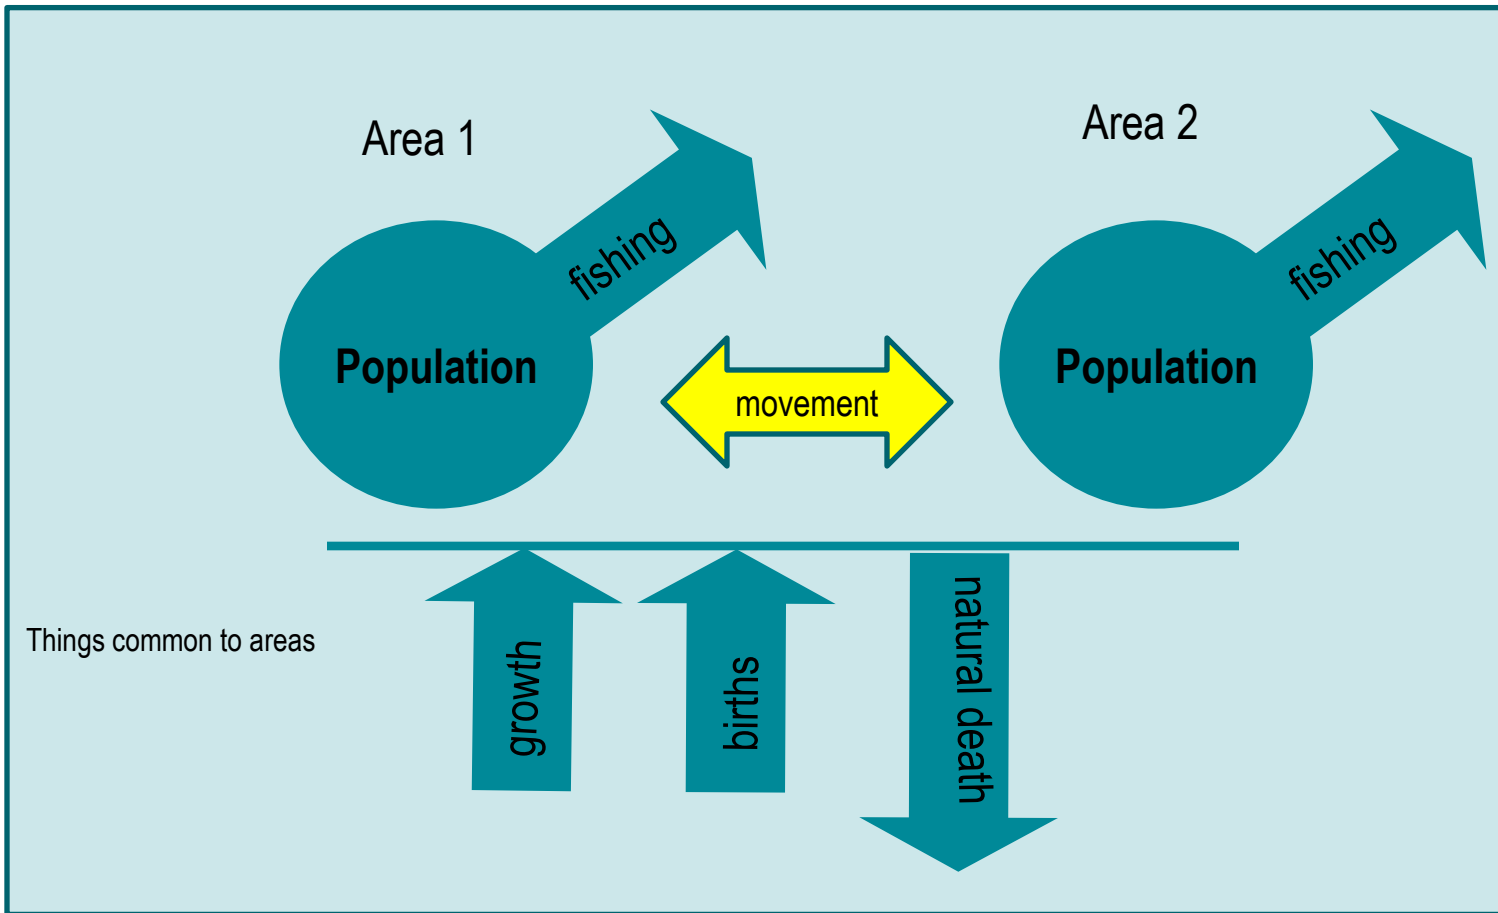 Area 1
Area 2
fishing
fishing
Population
Population
movement
Things common to areas
growth
births
natural death